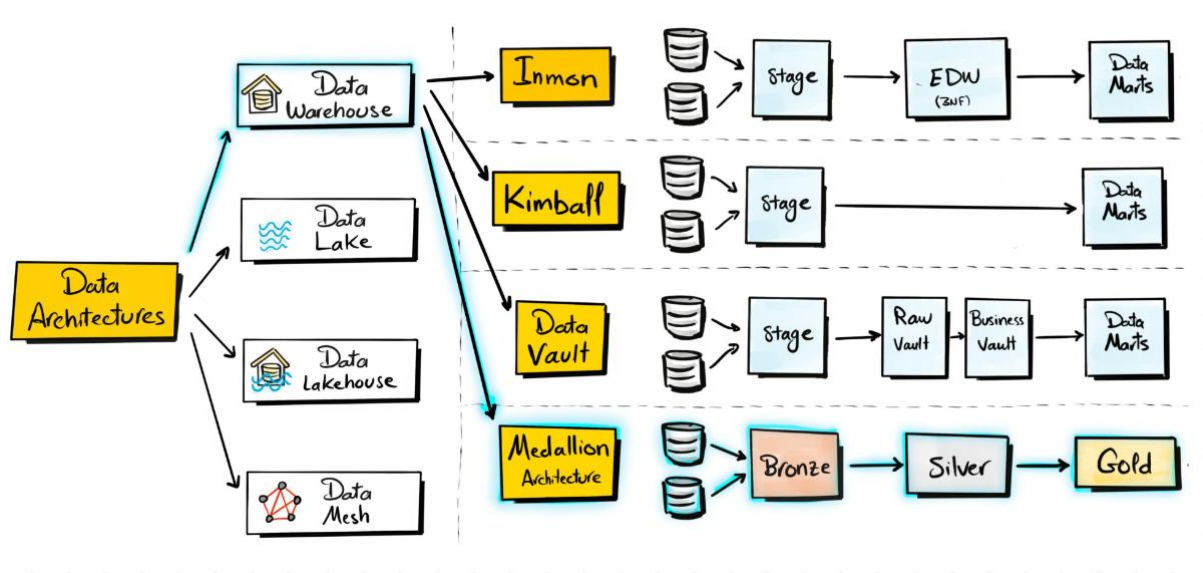 Data
Architectures
Data
Warehouse
Data
Lake
Data
Lakehouse
Data
Mesh
Inmon
Stage
EDW
(3NF)
Data
Marts
Kimball
Stage
Data
Marts
Data
Vault
Stage
Raw
Vault
Business
Vault
Data
Marts
Medallion
Architecture
Bronze
Silver
Gold